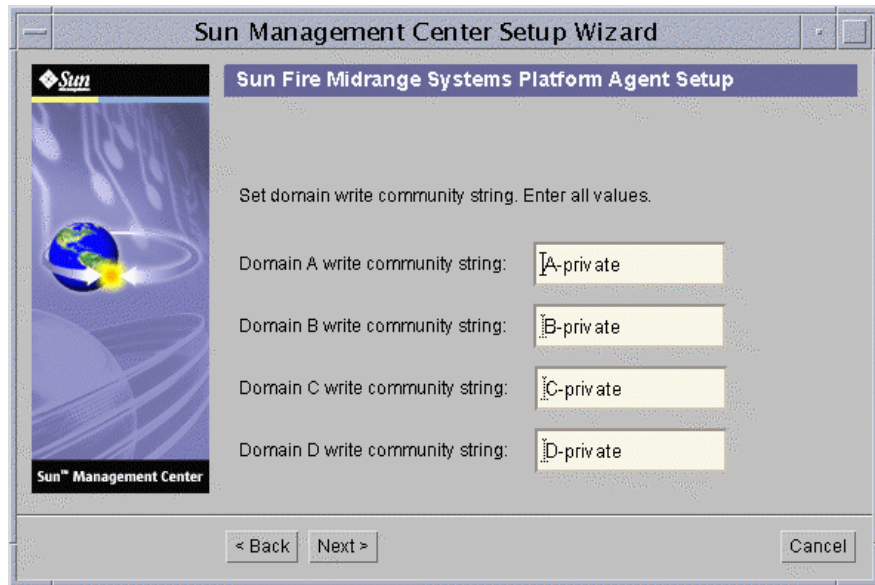 Sun Management Center Setup Wizard
Sun
Sun Fire Midrange Systems Platform Agent Setup
Set domain write community string. Enter all values.
Domain A write community string: A-private
Domain B write community string: B-private
Domain C write community string: C-private
Domain D write community string: D-private
Sun™ Management Center
< Back Next > Cancel